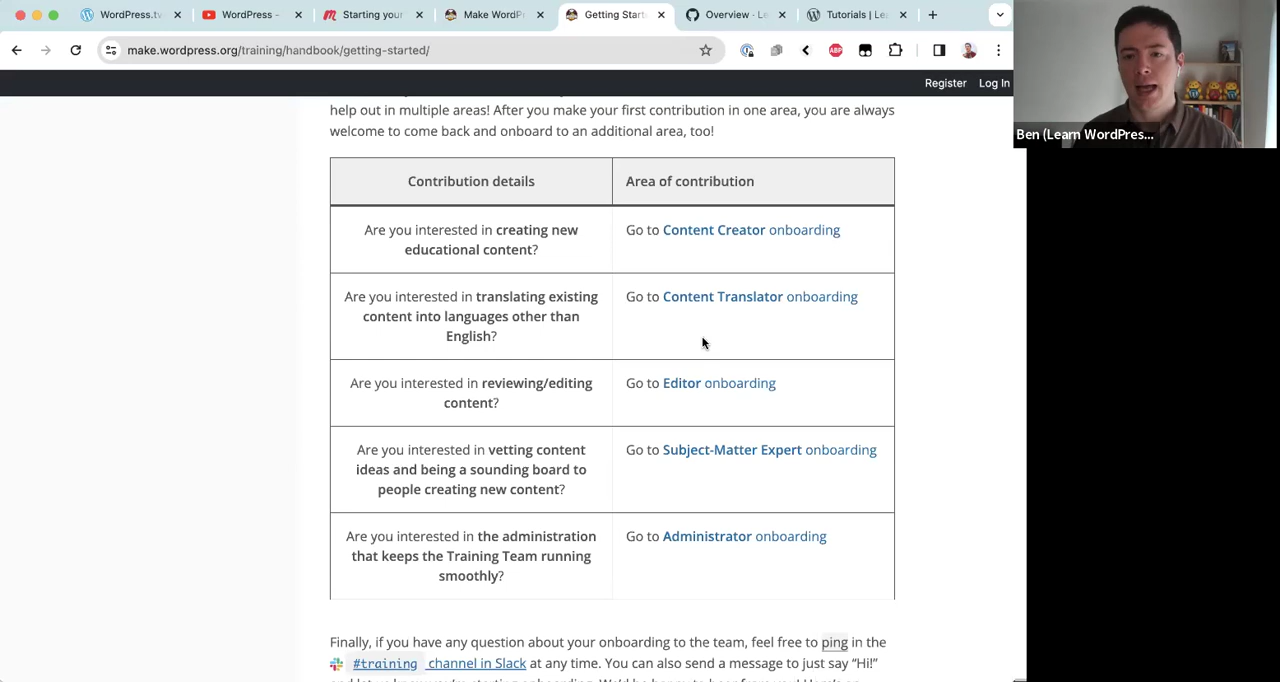 WordPress.tv
WordPress -
Starting your
Make WordP
Getting Start
Overview · Le
Tutorials | Lea
make.wordpress.org/training/handbook/getting-started/
ABP
Register Log In
Ben (Learn WordPres...
help out in multiple areas! After you make your first contribution in one area, you are always
welcome to come back and onboard to an additional area, too!
Contribution details
Area of contribution
Are you interested in creating new
educational content?
Go to Content Creator onboarding
Are you interested in translating existing
content into languages other than
English?
Go to Content Translator onboarding
Are you interested in reviewing/editing
content?
Go to Editor onboarding
Are you interested in vetting content
ideas and being a sounding board to
people creating new content?
Go to Subject-Matter Expert onboarding
Are you interested in the administration
that keeps the Training Team running
smoothly?
Go to Administrator onboarding
Finally, if you have any question about your onboarding to the team, feel free to ping in the
#training channel in Slack at any time. You can also send a message to just say “Hi!”